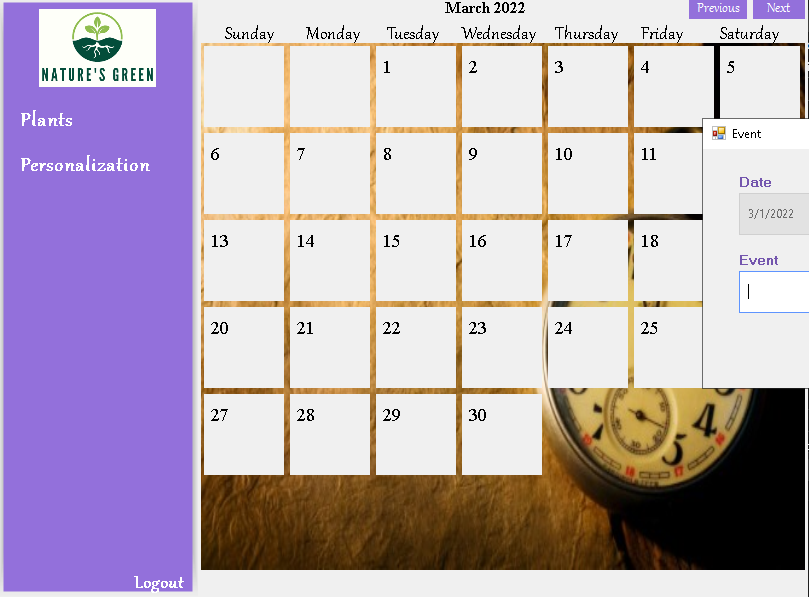 March 2022
Previous
Next
NATURE'S GREEN
Plants
Personalization
Logout
Sunday Monday Tuesday Wednesday Thursday Friday Saturday
1 2 3 4 5
6 7 8 9 10 11
13 14 15 16 17 18
20 21 22 23 24 25
27 28 29 30
Event
Date
3/1/2022
Event